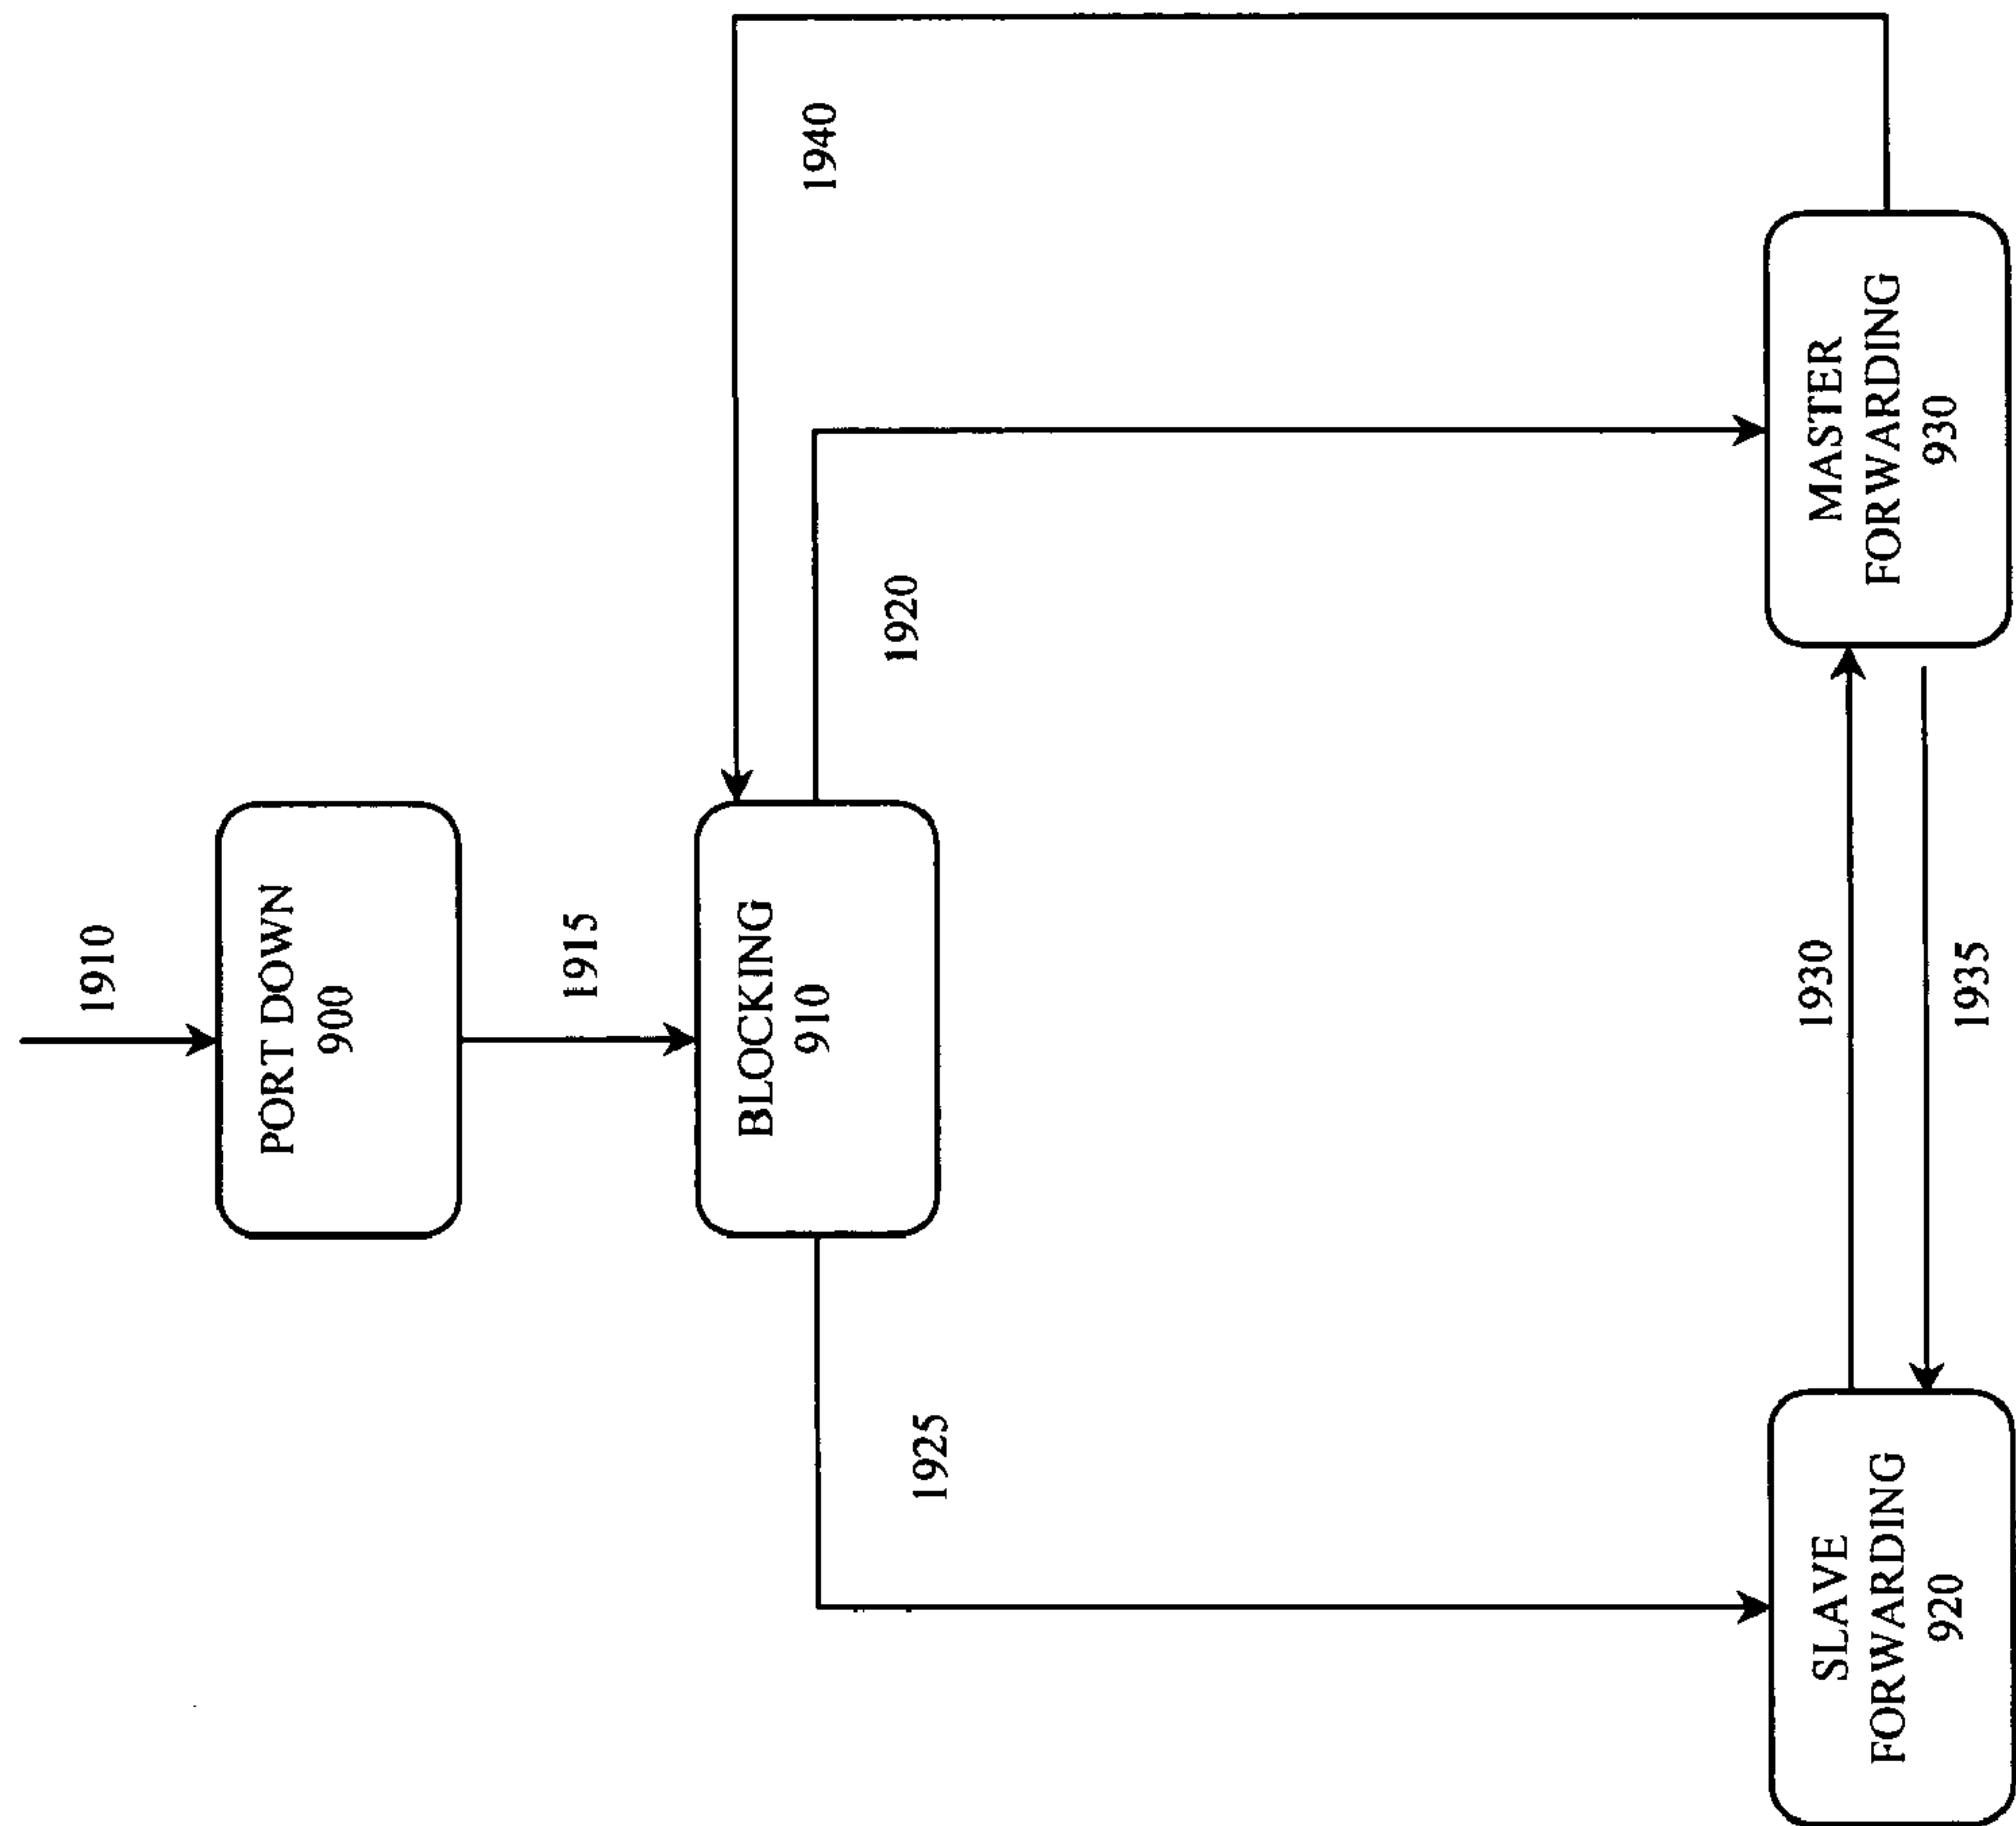 1910
PORT DOWN
900
1915
BLOCKING
910
1940
1920
1925
1930
1935
SLAVE
FORWARDING
920
MASTER
FORWARDING
930